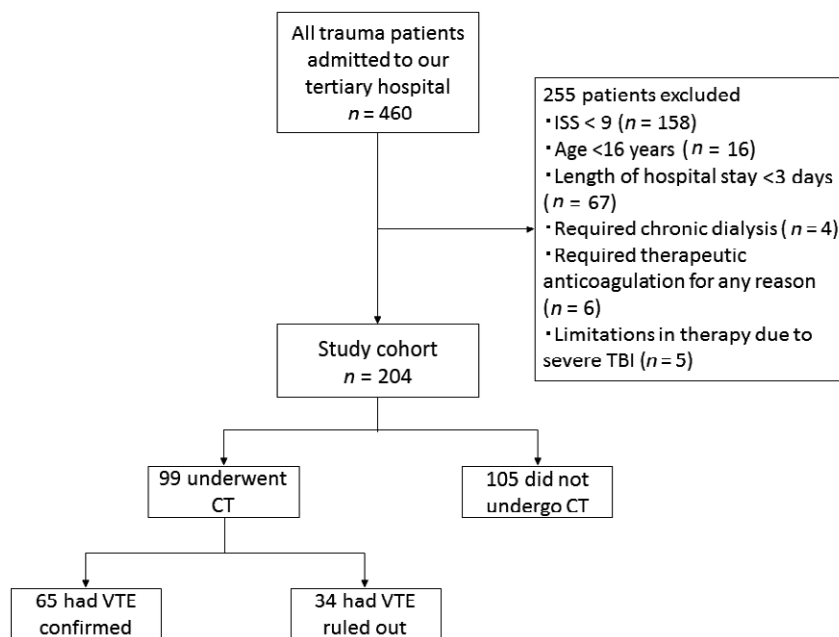 All trauma patients
admitted to our
tertiary hospital
n = 460
255 patients excluded
・ISS < 9 (n = 158)
・Age <16 years (n = 16)
・Length of hospital stay <3 days
(n = 67)
・Required chronic dialysis (n = 4)
・Required therapeutic
anticoagulation for any reason
(n = 6)
・Limitations in therapy due to
severe TBI (n = 5)
Study cohort
n = 204
99 underwent
CT
105 did not
undergo CT
65 had VTE
confirmed
34 had VTE
ruled out